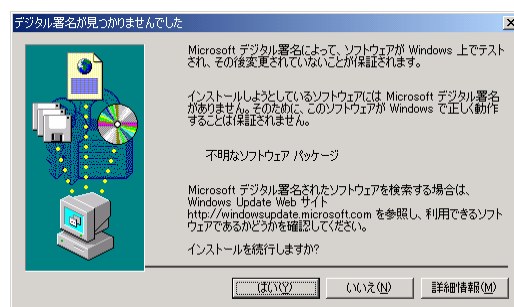 デジタル署名が見つかりませんでした
Microsoft デジタル署名によって、ソフトウェアが Windows 上でテスト
され、その後変更されていないことが保証されます。
インストールしようとしているソフトウェアには Microsoft デジタル署名
がありません。そのために、このソフトウェアが Windows で正しく動作
することは保証されません。
不明なソフトウェア パッケージ
Microsoft デジタル署名されたソフトウェアを検索する場合は、
Windows Update Web サイト
http://windowsupdate.microsoft.com を参照し、利用できるソフト
ウェアであるかどうかを確認してください。
インストールを続行しますか?
はい(Y)
いいえ(N)
詳細情報(M)